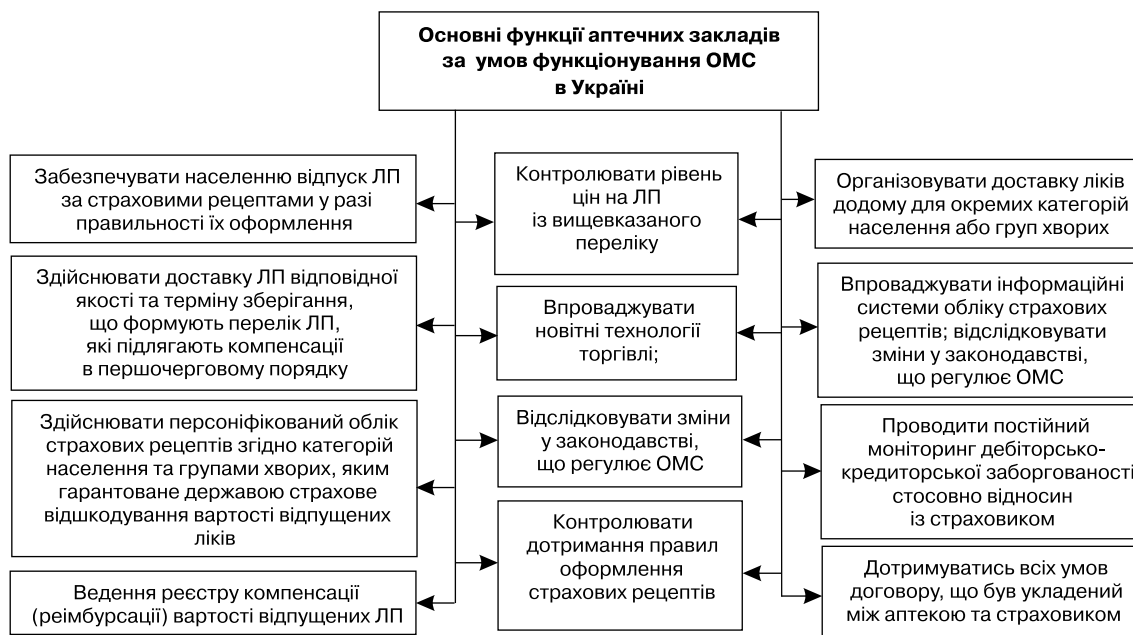 Основні функції аптечних закладів
за умов функціонування ОМС
в Україні
Забезпечувати населенню відпуск ЛП
за страховими рецептами у разі
правильності їх оформлення
Здійснювати доставку ЛП відповідної
якості та терміну зберігання,
що формують перелік ЛП,
які підлягають компенсації
в першочерговому порядку
Здійснювати персоніфікований облік
страхових рецептів згідно категорій
населення та групами хворих, яким
гарантоване державою страхове
відшкодування вартості відпущених
ліків
Ведення реєстру компенсації
(реімбурсації) вартості відпущених ЛП
Контролювати рівень
цін на ЛП
із вищевказаного
переліку
Впроваджувати
новітні технології
торгівлі;
Відслідковувати зміни
у законодавстві,
що регулює ОМС
Контролювати
дотримання правил
оформлення
страхових рецептів
Організовувати доставку ліків
додому для окремих категорій
населення або груп хворих
Впроваджувати інформаційні
системи обліку страхових
рецептів; відслідковувати
зміни у законодавстві,
що регулює ОМС
Проводити постійний
моніторинг дебіторсько-
кредиторської заборгованості
стосовно відносин
із страховиком
Дотримуватись всіх умов
договору, що був укладений
між аптекою та страховиком